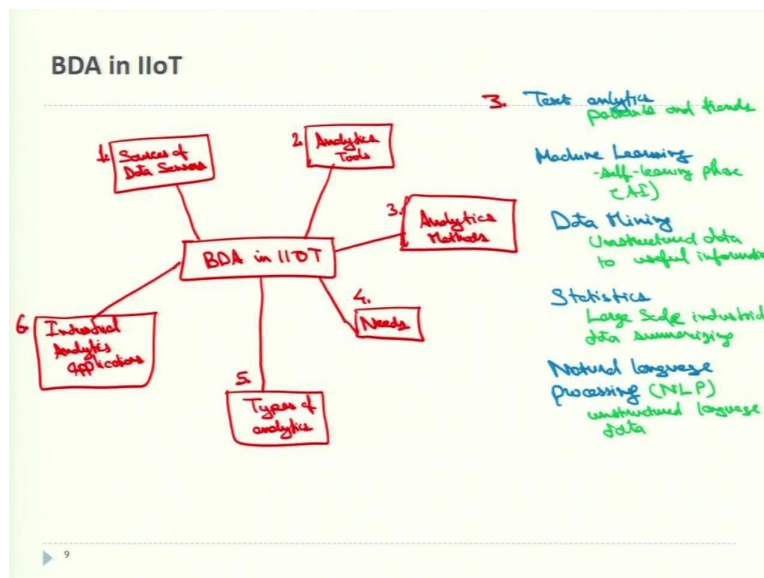 BDA in IIoT
1. Sources of
Data Sensors
2. Analytics
Tools
3. Analytics
Methods
BDA in IIOT
4.
Needs
5.
Types of
analytics
6. Industrial
Analytics
applications
3. Text anlytics
patterns and trends
Machine Learning
-self-learning phase
(AI)
Data Mining
Unstructured data
to useful informatio
Statistics
Large Scale industrial
data summarizing
Natural language
processing (NLP)
unstructured language
data
9